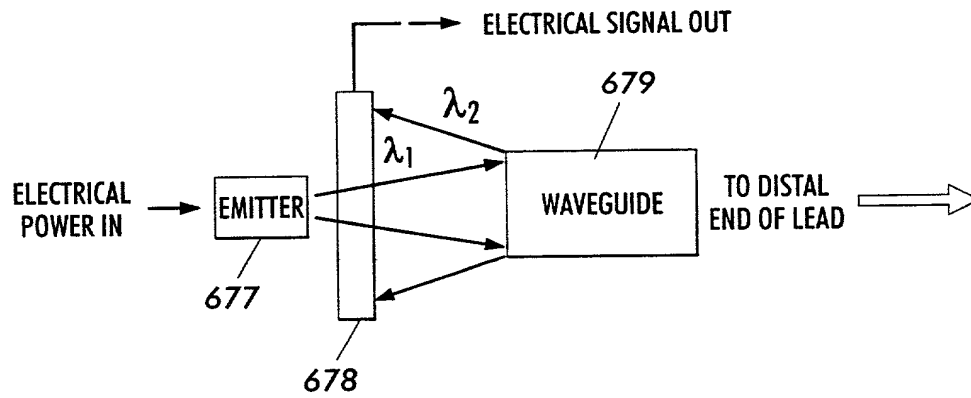 ELECTRICAL SIGNAL OUT
679
λ2
λ1
ELECTRICAL
POWER IN
EMITTER
WAVEGUIDE
TO DISTAL
END OF LEAD
677
678